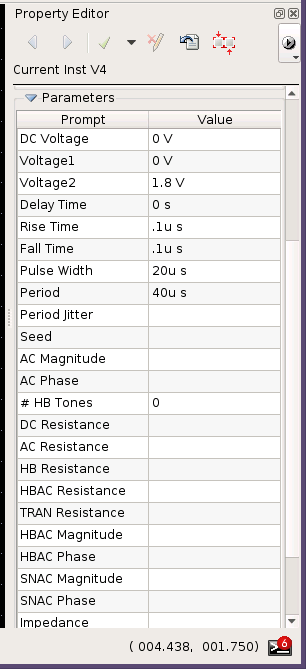 Property Editor
Current Inst V4
Parameters
Prompt Value
DC Voltage 0 V
Voltage1 0 V
Voltage2 1.8 V
Delay Time 0 s
Rise Time .1u s
Fall Time .1u s
Pulse Width 20u s
Period 40u s
Period Jitter
Seed
AC Magnitude
AC Phase
# HB Tones 0
DC Resistance
AC Resistance
HB Resistance
HBAC Resistance
TRAN Resistance
HBAC Magnitude
HBAC Phase
SNAC Magnitude
SNAC Phase
Impedance
( 004.438, 001.750) 6